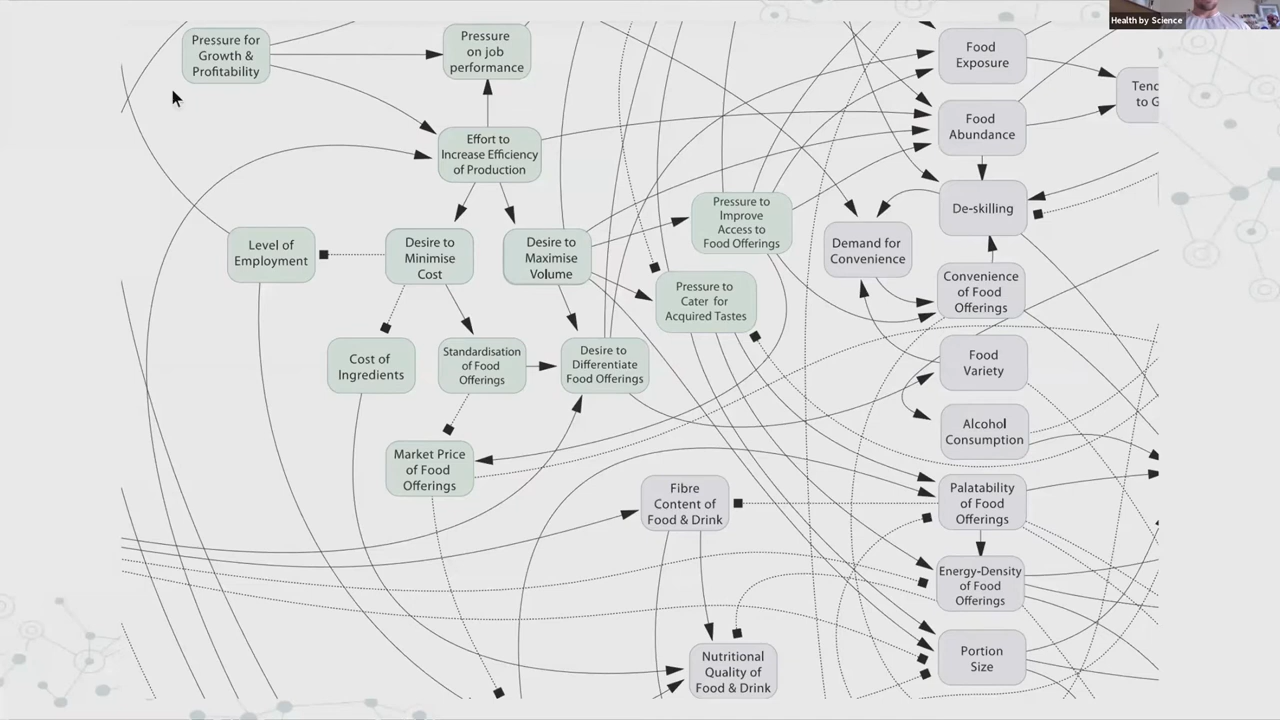 Health by Science
Pressure for
Growth &
Profitability
Pressure
on job
performance
Food
Exposure
Tend
to G
Food
Abundance
Effort to
Increase Efficiency
of Production
De-skilling
Pressure to
Improve
Access to
Food Offerings
Level of
Employment
Desire to
Minimise
Cost
Desire to
Maximise
Volume
Demand for
Convenience
Convenience
of Food
Offerings
Pressure to
Cater for
Acquired Tastes
Cost of
Ingredients
Standardisation
of Food
Offerings
Desire to
Differentiate
Food Offerings
Food
Variety
Alcohol
Consumption
Market Price
of Food
Offerings
Fibre
Content of
Food & Drink
Palatability
of Food
Offerings
Energy-Density
of Food
Offerings
Nutritional
Quality of
Food & Drink
Portion
Size